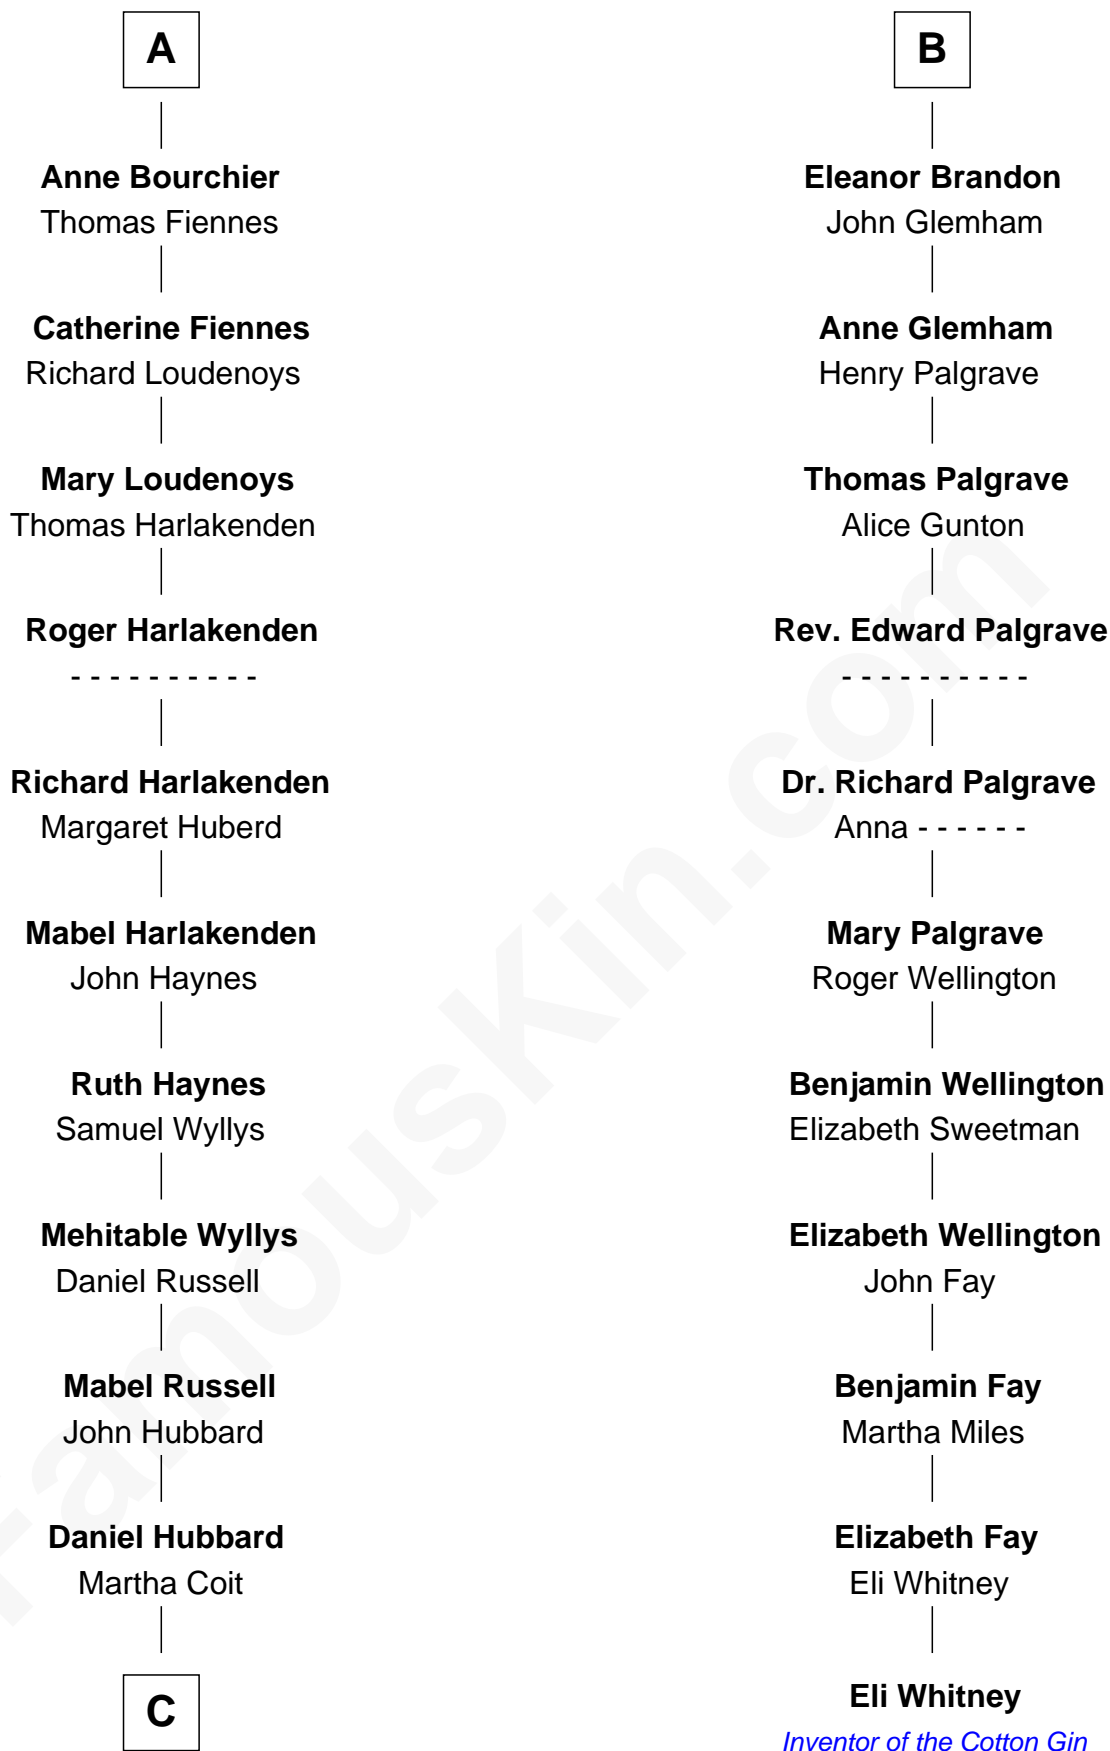 A
Anne Bourchier
Thomas Fiennes
Catherine Fiennes
Richard Loudenoys
Mary Loudenoys
Thomas Harlakenden
Roger Harlakenden
- - - - - - - - - -
Richard Harlakenden
Margaret Huberd
Mabel Harlakenden
John Haynes
Ruth Haynes
Samuel Wyllys
Mehitable Wyllys
Daniel Russell
Mabel Russell
John Hubbard
Daniel Hubbard
Martha Coit
C
B
Eleanor Brandon
John Glemham
Anne Glemham
Henry Palgrave
Thomas Palgrave
Alice Gunton
Rev. Edward Palgrave
- - - - - - - - - -
Dr. Richard Palgrave
Anna - - - - - -
Mary Palgrave
Roger Wellington
Benjamin Wellington
Elizabeth Sweetman
Elizabeth Wellington
John Fay
Benjamin Fay
Martha Miles
Elizabeth Fay
Eli Whitney
Eli Whitney
Inventor of the Cotton Gin
FamousKin.com